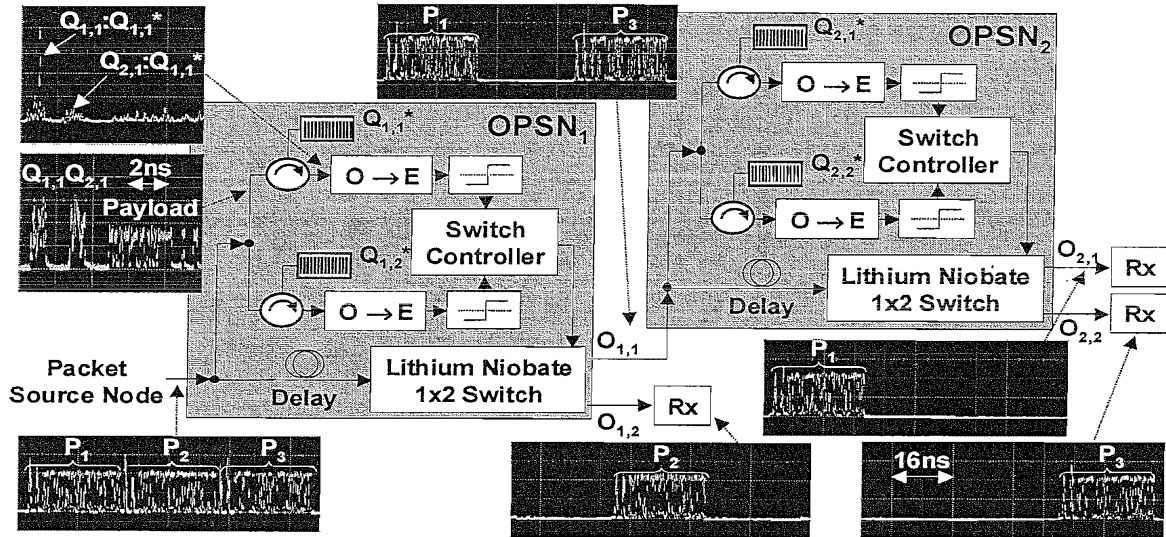 Q1,1:Q1,1*
Q2,1:Q1,1*
Q1,1 Q2,1 2ns
Payload
Packet
Source Node
P1 P2 P3
OPSN1
Q1,1*
O → E
Switch
Controller
Q1,2*
O → E
Delay
Lithium Niobate
1x2 Switch
O1,1
O1,2
Rx
P1 P3
P2
OPSN2
Q2,1*
O → E
Switch
Controller
Q2,2*
O → E
Delay
Lithium Niobate
1x2 Switch
O2,1
Rx
O2,2
Rx
P1
16ns
P3